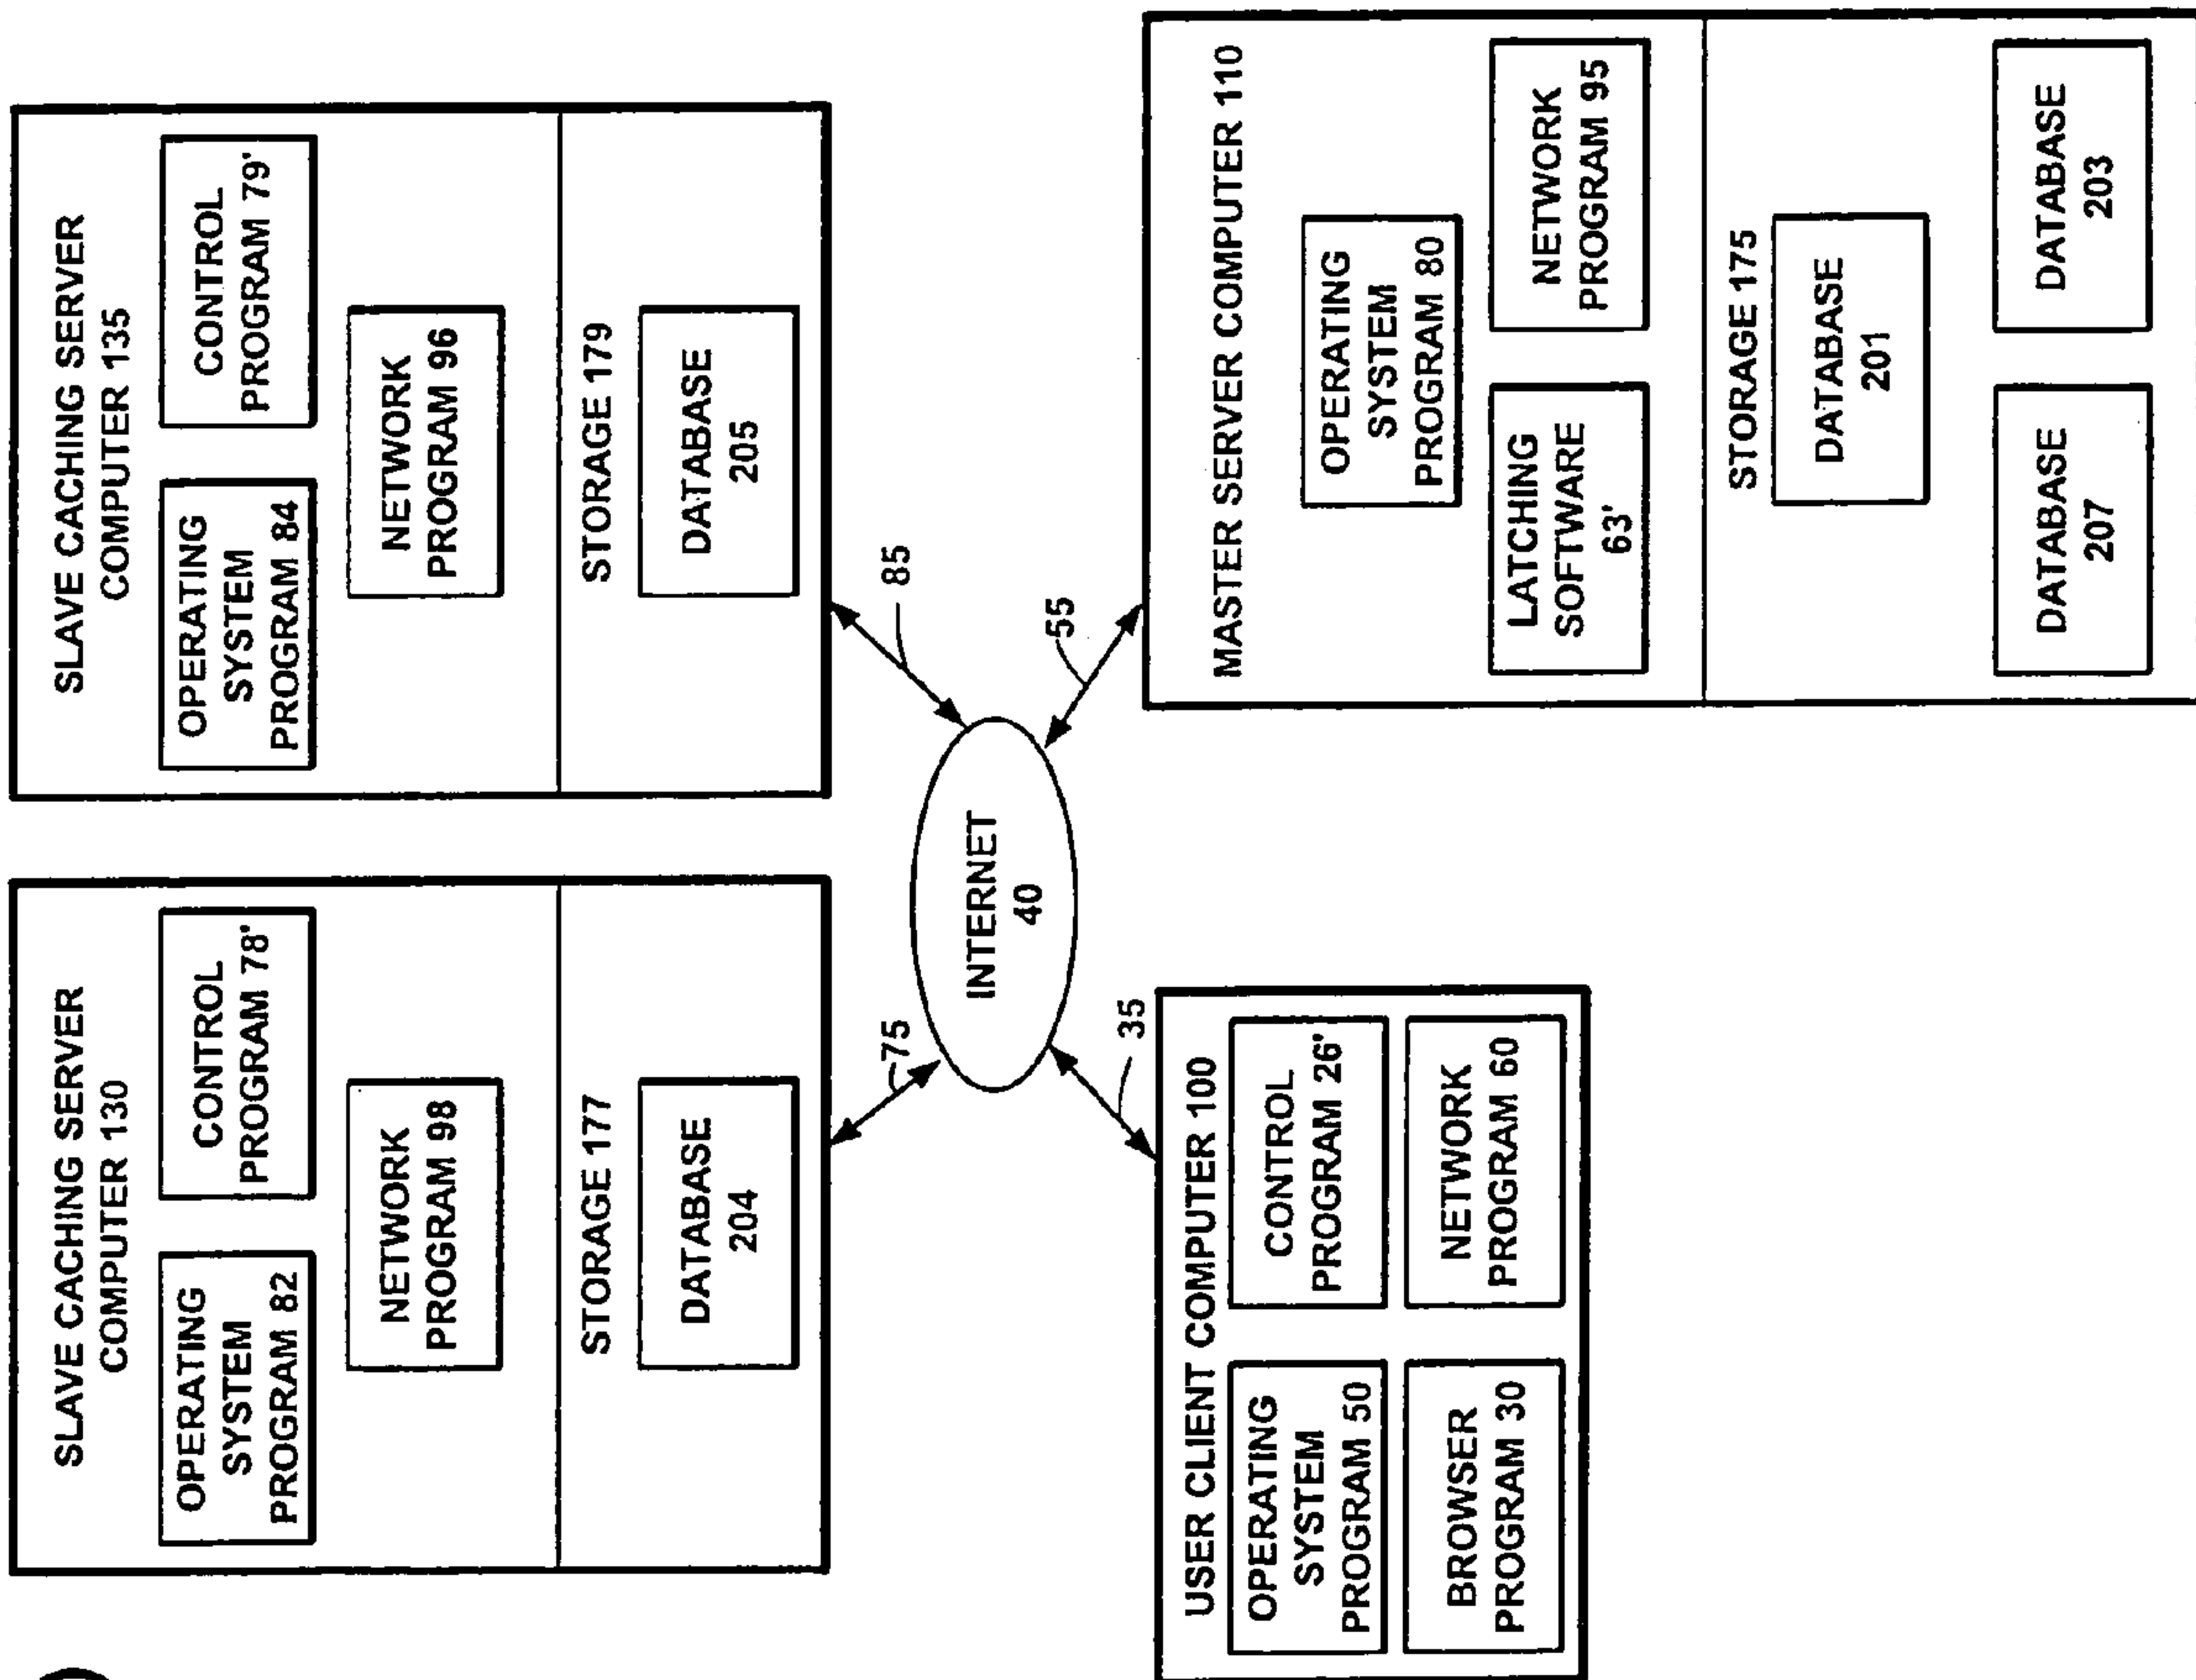 SLAVE CACHING SERVER
COMPUTER 130
OPERATING
SYSTEM
PROGRAM 82
CONTROL
PROGRAM 78'
NETWORK
PROGRAM 98
STORAGE 177
DATABASE
204
SLAVE CACHING SERVER
COMPUTER 135
OPERATING
SYSTEM
PROGRAM 84
CONTROL
PROGRAM 79'
NETWORK
PROGRAM 96
STORAGE 179
DATABASE
205
75
85
INTERNET
40
35
55
USER CLIENT COMPUTER 100
OPERATING
SYSTEM
PROGRAM 50
CONTROL
PROGRAM 26'
BROWSER
PROGRAM 30
NETWORK
PROGRAM 60
MASTER SERVER COMPUTER 110
OPERATING
SYSTEM
PROGRAM 80
LATCHING
SOFTWARE
63'
NETWORK
PROGRAM 95
STORAGE 175
DATABASE
201
DATABASE
207
DATABASE
203